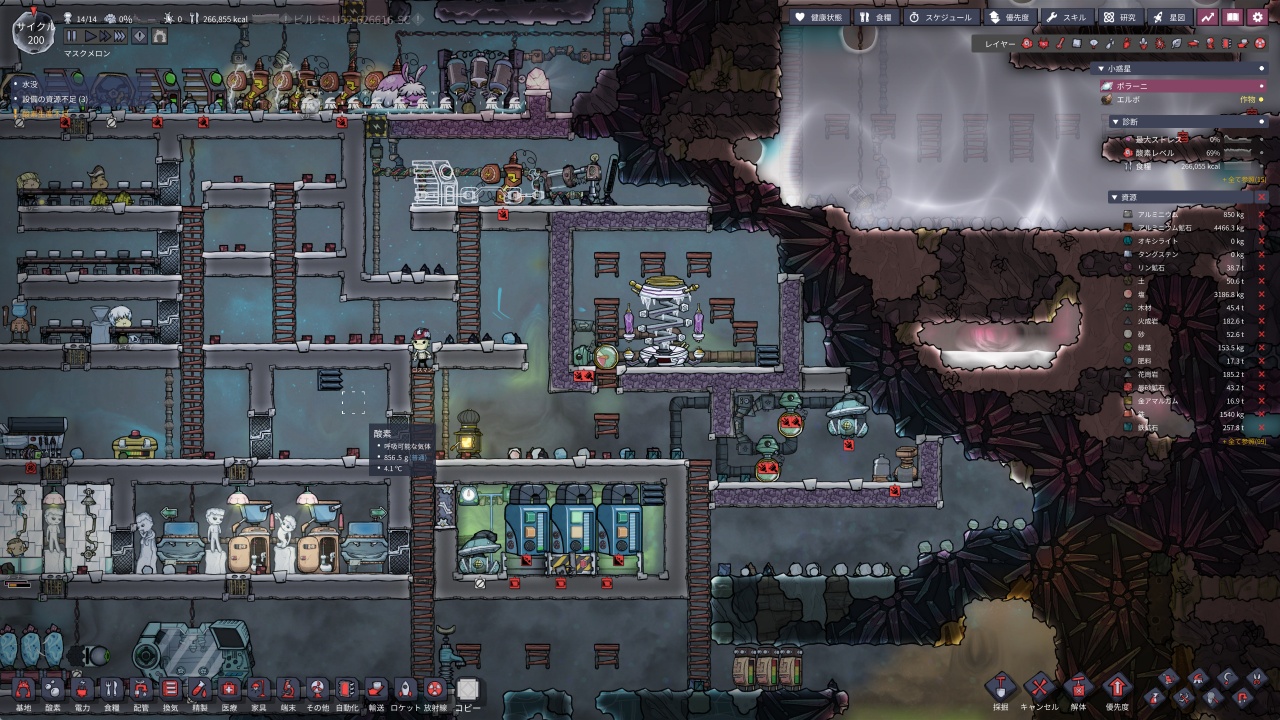 サイクル
200
14/14
0%
0
266,855 kcal
ビルド: U52-626616-SC
マスクメロン
水没
設備の資源不足 (3)
健康状態
食糧
スケジュール
優先度
スキル
研究
星図
レイヤー
小惑星
ボラーニ
エルボ
作物
診断
最大ストレス 0%
酸素レベル 69%
食糧 266,055 kcal
資源
アルミニウム 850 kg
アルミニウム鉱石 4466.3 kg
オキシライト 0 kg
タングステン 0 kg
リン鉱石 38.7 t
土 50.6 t
塩 3186.8 kg
木材 45.4 t
火成岩 182.6 t
砂 52.6 t
緑藻 153.5 kg
肥料 17.3 t
花崗岩 185.2 t
43.2 t
金アマルガム 16.9 t
1540 kg
鉄鉱石 257.8 t
酸素
呼吸可能な気体
856.5 g
4.1 °C
基地
酸素
電力
食糧
配管
換気
精製
医療
家具
端末
その他
自動化
輸送
ロケット
放射線
コピー
採掘
キャンセル
解体
優先度